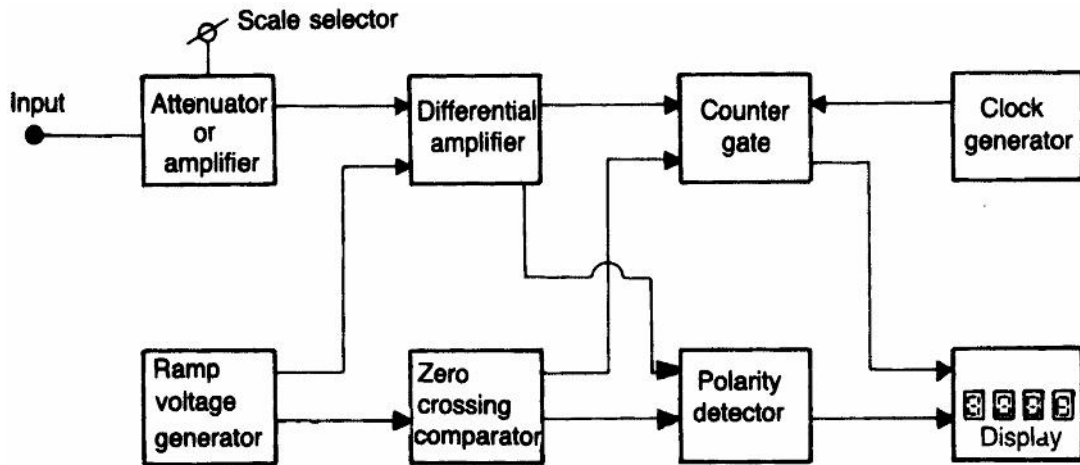 Scale selector
Input
Attenuator
or
amplifier
Differential
amplifier
Counter
gate
Clock
generator
Ramp
voltage
generator
Zero
crossing
comparator
Polarity
detector
Display